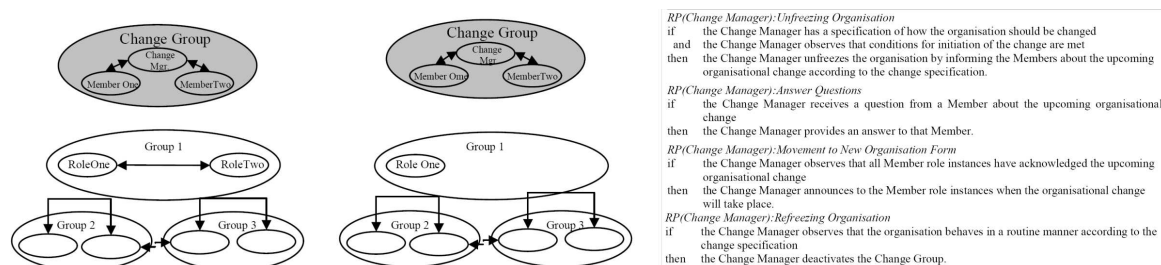 Change Group
Change
Mgr.
Member One
MemberTwo
Group 1
RoleOne
RoleTwo
Group 2
Group 3
Change Group
Change
Mgr
Member One
MemberTwo
Group 1
Role One
Group 2
Group 3
RP(Change Manager):Unfreezing Organisation
if the Change Manager has a specification of how the organisation should be changed
and the Change Manager observes that conditions for initiation of the change are met
then the Change Manager unfreezes the organisation by informing the Members about the upcoming
organisational change according to the change specification.
RP(Change Manager):Answer Questions
if the Change Manager receives a question from a Member about the upcoming organisational
change
then the Change Manager provides an answer to that Member.
RP(Change Manager):Movement to New Organisation Form
if the Change Manager observes that all Member role instances have acknowledged the upcoming
organisational change
then the Change Manager announces to the Member role instances when the organisational change
will take place.
RP(Change Manager):Refreezing Organisation
if the Change Manager observes that the organisation behaves in a routine manner according to the
change specification
then the Change Manager deactivates the Change Group.